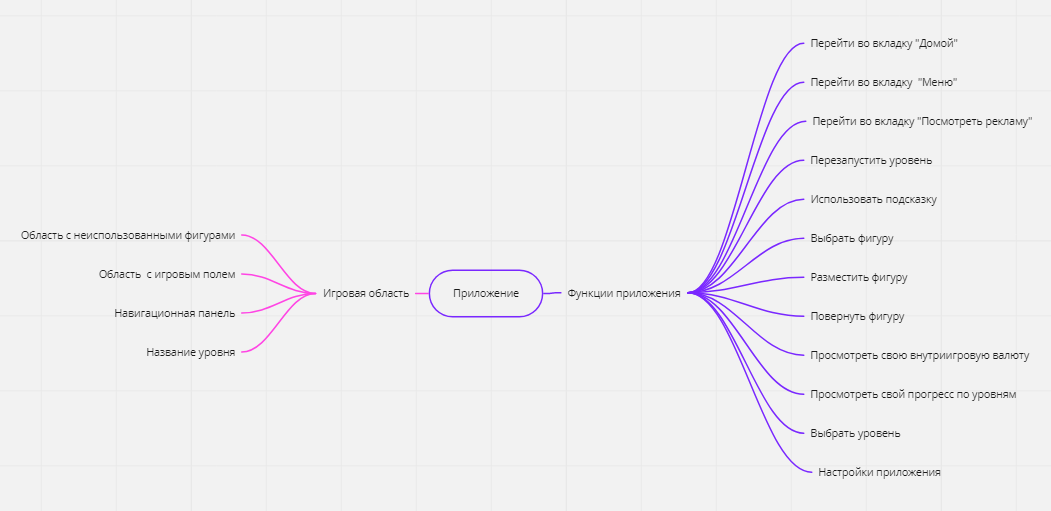 Перейти во вкладку "Домой"
Перейти во вкладку "Меню"
Перейти во вкладку "Посмотреть рекламу"
Перезапустить уровень
Использовать подсказку
Область с неиспользованными фигурами
Выбрать фигуру
Область с игровым полем
Разместить фигуру
Игровая область
Приложение
Функции приложения
Навигационная панель
Повернуть фигуру
Название уровня
Просмотреть свою внутриигровую валюту
Просмотреть свой прогресс по уровням
Выбрать уровень
Настройки приложения